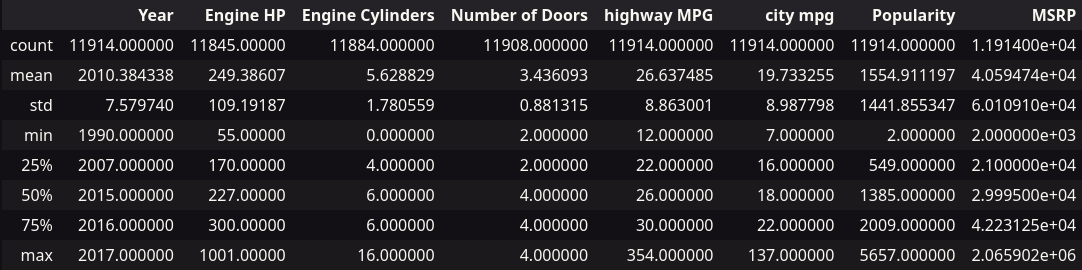 Year Engine HP Engine Cylinders Number of Doors highway MPG city mpg Popularity MSRP
count 11914.000000 11845.00000 11884.000000 11908.000000 11914.000000 11914.000000 11914.000000 1.191400e+04
mean 2010.384338 249.38607 5.628829 3.436093 26.637485 19.733255 1554.911197 4.059474e+04
std 7.579740 109.19187 1.780559 0.881315 8.863001 8.987798 1441.855347 6.010910e+04
min 1990.000000 55.00000 0.000000 2.000000 12.000000 7.000000 2.000000 2.000000e+03
25% 2007.000000 170.00000 4.000000 2.000000 22.000000 16.000000 549.000000 2.100000e+04
50% 2015.000000 227.00000 6.000000 4.000000 26.000000 18.000000 1385.000000 2.999500e+04
75% 2016.000000 300.00000 6.000000 4.000000 30.000000 22.000000 2009.000000 4.223125e+04
max 2017.000000 1001.00000 16.000000 4.000000 354.000000 137.000000 5657.000000 2.065902e+06